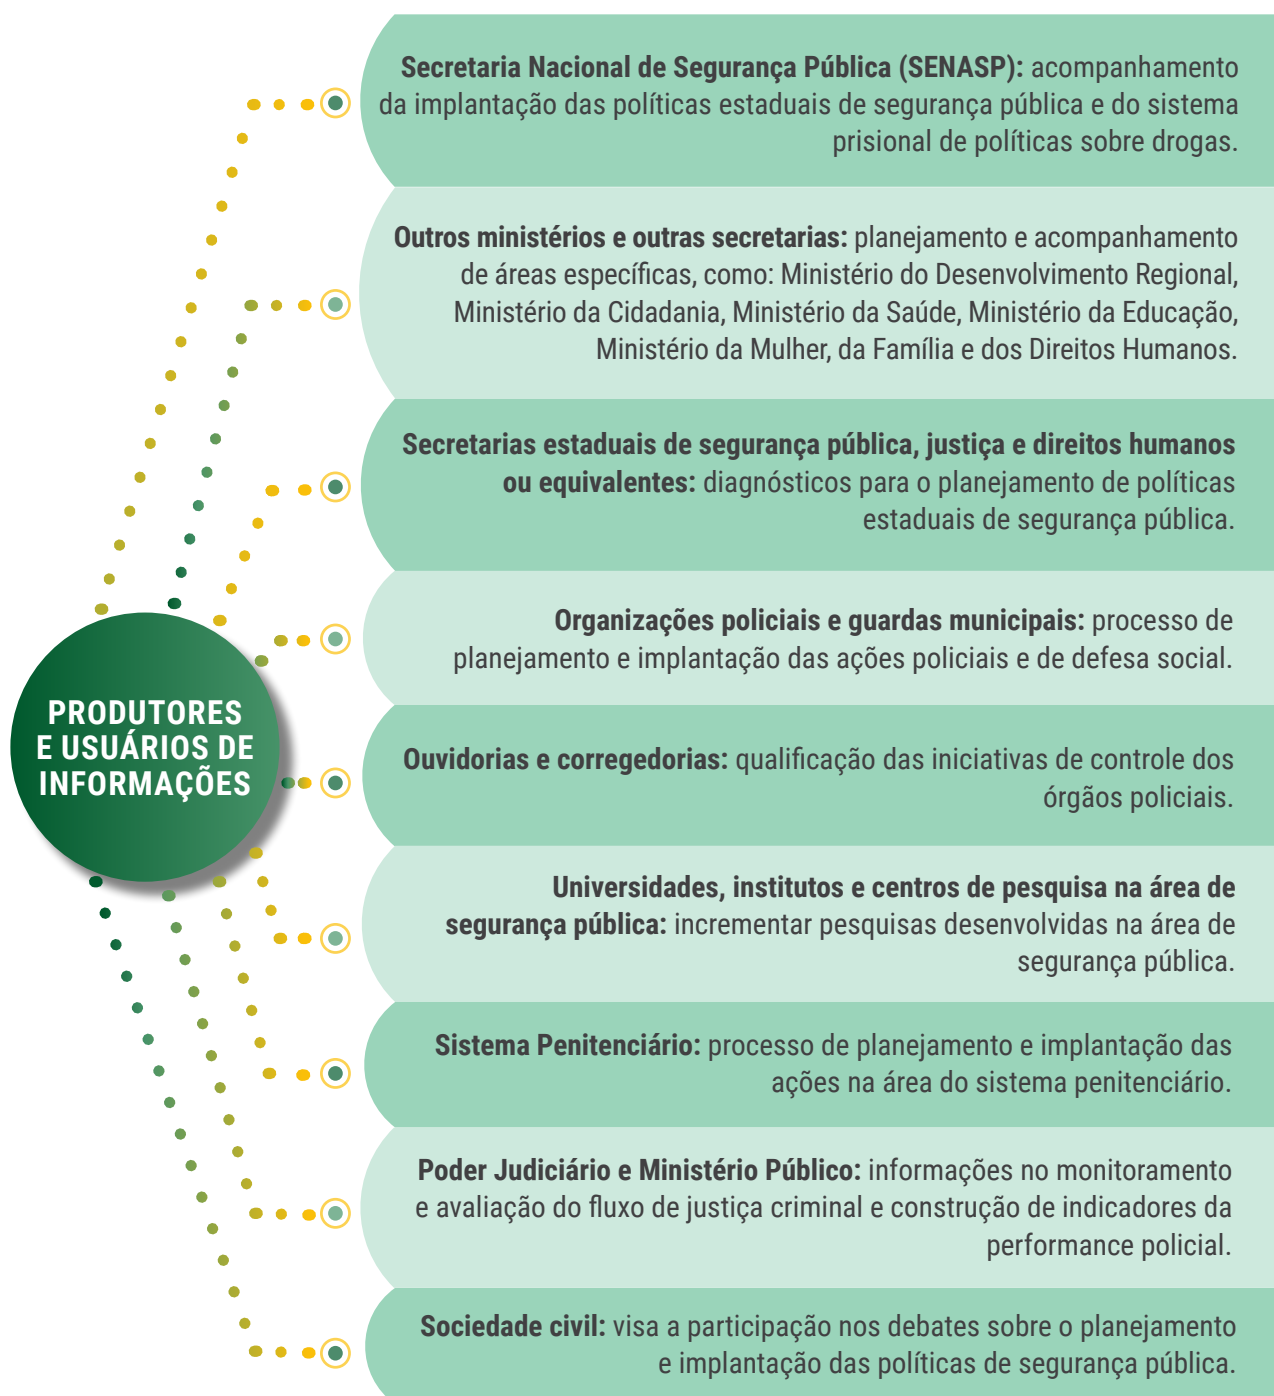 Secretaria Nacional de Segurança Pública (SENASP): acompanhamento
da implantação das políticas estaduais de segurança pública e do sistema
prisional de políticas sobre drogas.
Outros ministérios e outras secretarias: planejamento e acompanhamento
de áreas específicas, como: Ministério do Desenvolvimento Regional,
Ministério da Cidadania, Ministério da Saúde, Ministério da Educação,
Ministério da Mulher, da Família e dos Direitos Humanos.
Secretarias estaduais de segurança pública, justiça e direitos humanos
ou equivalentes: diagnósticos para o planejamento de políticas
estaduais de segurança pública.
Organizações policiais e guardas municipais: processo de
planejamento e implantação das ações policiais e de defesa social.
PRODUTORES
E USUÁRIOS DE
INFORMAÇÕES
Ouvidorias e corregedorias: qualificação das iniciativas de controle dos
órgãos policiais.
Universidades, institutos e centros de pesquisa na área de
segurança pública: incrementar pesquisas desenvolvidas na área de
segurança pública.
Sistema Penitenciário: processo de planejamento e implantação das
ações na área do sistema penitenciário.
Poder Judiciário e Ministério Público: informações no monitoramento
e avaliação do fluxo de justiça criminal e construção de indicadores da
performance policial.
Sociedade civil: visa a participação nos debates sobre o planejamento
e implantação das políticas de segurança pública.